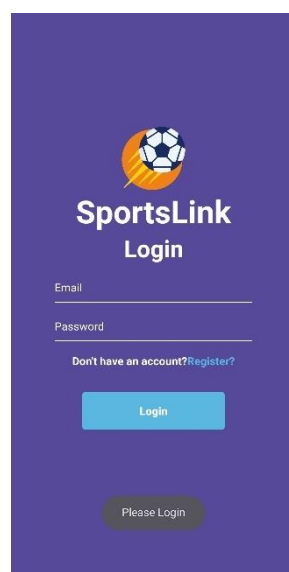 SportsLink
Login
Email
Password
Don't have an account?Register?
Login
Please Login